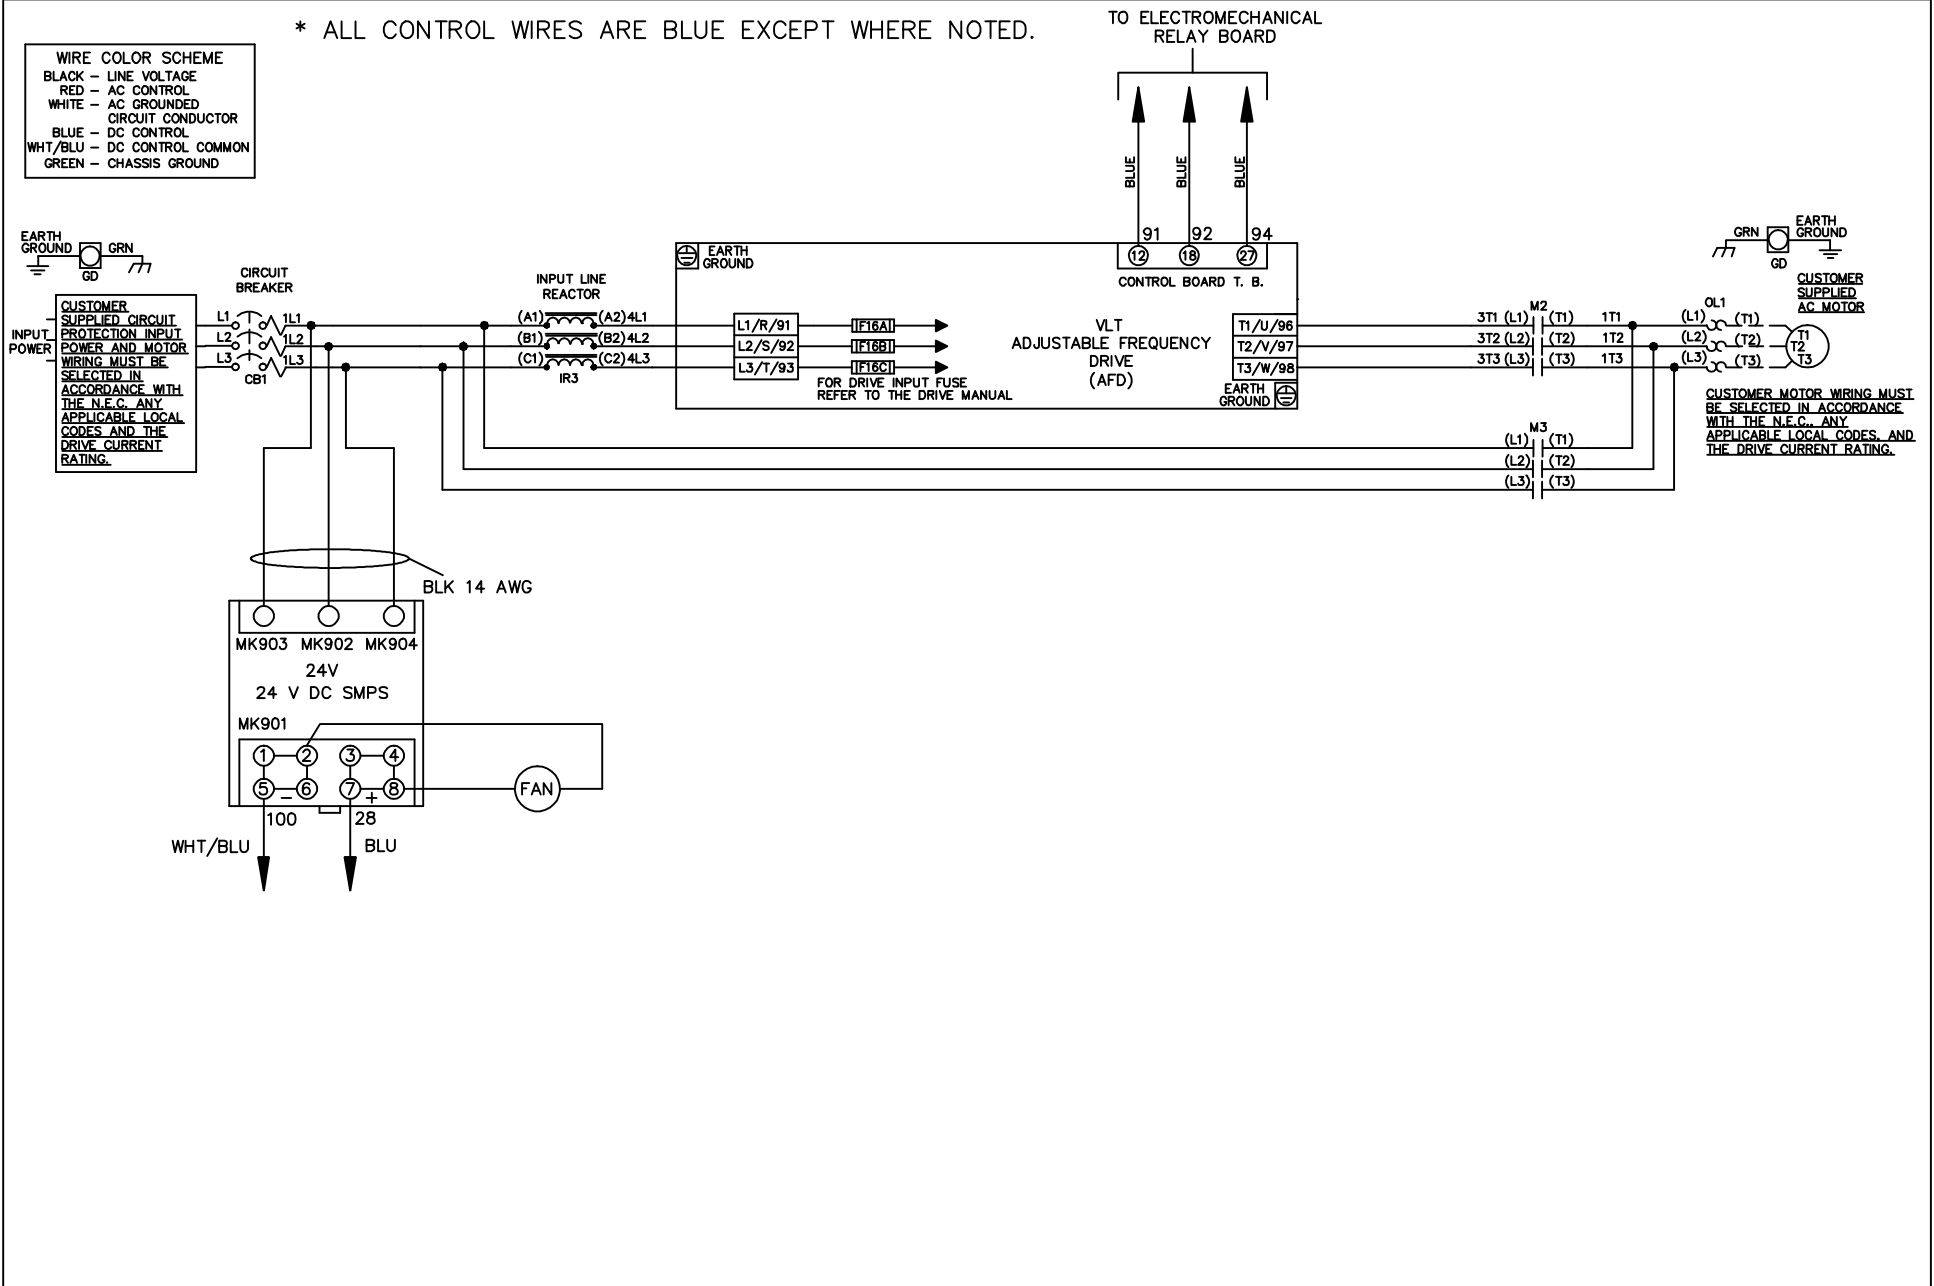 * ALL CONTROL WIRES ARE BLUE EXCEPT WHERE NOTED.
TO ELECTROMECHANICAL
RELAY BOARD
WIRE COLOR SCHEME
BLACK – LINE VOLTAGE
RED – AC CONTROL
WHITE – AC GROUNDED
CIRCUIT CONDUCTOR
BLUE – DC CONTROL
WHT/BLU – DC CONTROL COMMON
GREEN – CHASSIS GROUND
BLUE
BLUE
BLUE
91
92
94
12
18
27
CONTROL BOARD T. B.
EARTH
GROUND
GRN
GD
CIRCUIT
BREAKER
INPUT LINE
REACTOR
EARTH
GROUND
GRN
EARTH
GROUND
GD
CUSTOMER
SUPPLIED
AC MOTOR
INPUT
POWER
CUSTOMER
SUPPLIED CIRCUIT
PROTECTION INPUT
POWER AND MOTOR
WIRING MUST BE
SELECTED IN
ACCORDANCE WITH
THE N.E.C. ANY
APPLICABLE LOCAL
CODES AND THE
DRIVE CURRENT
RATING.
L1
1L1
L2
1L2
L3
1L3
CB1
(A1)
(A2)4L1
(B1)
(B2)4L2
(C1)
(C2)4L3
IR3
L1/R/91
L2/S/92
L3/T/93
F16A
F16B
F16C
FOR DRIVE INPUT FUSE
REFER TO THE DRIVE MANUAL
VLT
ADJUSTABLE FREQUENCY
DRIVE
(AFD)
T1/U/96
T2/V/97
T3/W/98
EARTH
GROUND
M2
3T1 (L1) (T1) 1T1
3T2 (L2) (T2) 1T2
3T3 (L3) (T3) 1T3
OL1
(L1) (T1)
(L2) (T2)
(L3) (T3)
T1
T2
T3
CUSTOMER MOTOR WIRING MUST
BE SELECTED IN ACCORDANCE
WITH THE N.E.C., ANY
APPLICABLE LOCAL CODES, AND
THE DRIVE CURRENT RATING.
M3
(L1) (T1)
(L2) (T2)
(L3) (T3)
BLK 14 AWG
MK903 MK902 MK904
24V
24 V DC SMPS
MK901
1 2 3 4
5 – 6 7 + 8
FAN
100
28
WHT/BLU
BLU